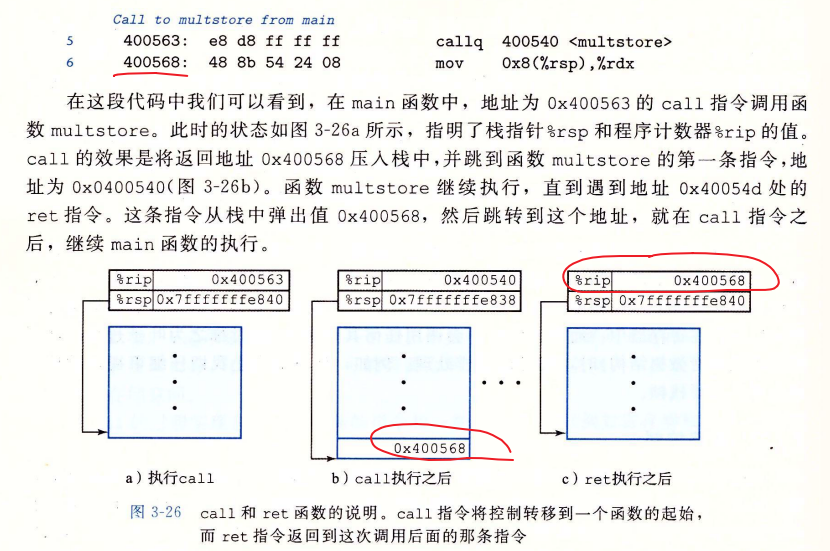 Call to multstore from main
5 400563: e8 d8 ff ff ff callq 400540 <multstore>
6 400568: 48 8b 54 24 08 mov 0x8(%rsp),%rdx
在这段代码中我们可以看到，在 main 函数中，地址为 0x400563 的 call 指令调用函
数 multstore。此时的状态如图 3-26a 所示，指明了栈指针%rsp 和程序计数器%rip 的值。
call 的效果是将返回地址 0x400568 压入栈中，并跳到函数 multstore 的第一条指令，地
址为 0x0400540(图 3-26b)。函数 multstore 继续执行，直到遇到地址 0x40054d 处的
ret 指令。这条指令从栈中弹出值 0x400568，然后跳转到这个地址，就在 call 指令之
后，继续 main 函数的执行。
%rip 0x400563 %rip 0x400540 %rip 0x400568
%rsp 0x7fffffffe840 %rsp 0x7fffffffe838 %rsp 0x7fffffffe840
0x400568
a）执行call b）call执行之后 c）ret执行之后
图 3-26 call 和 ret 函数的说明。call 指令将控制转移到一个函数的起始，
而 ret 指令返回到这次调用后面的那条指令